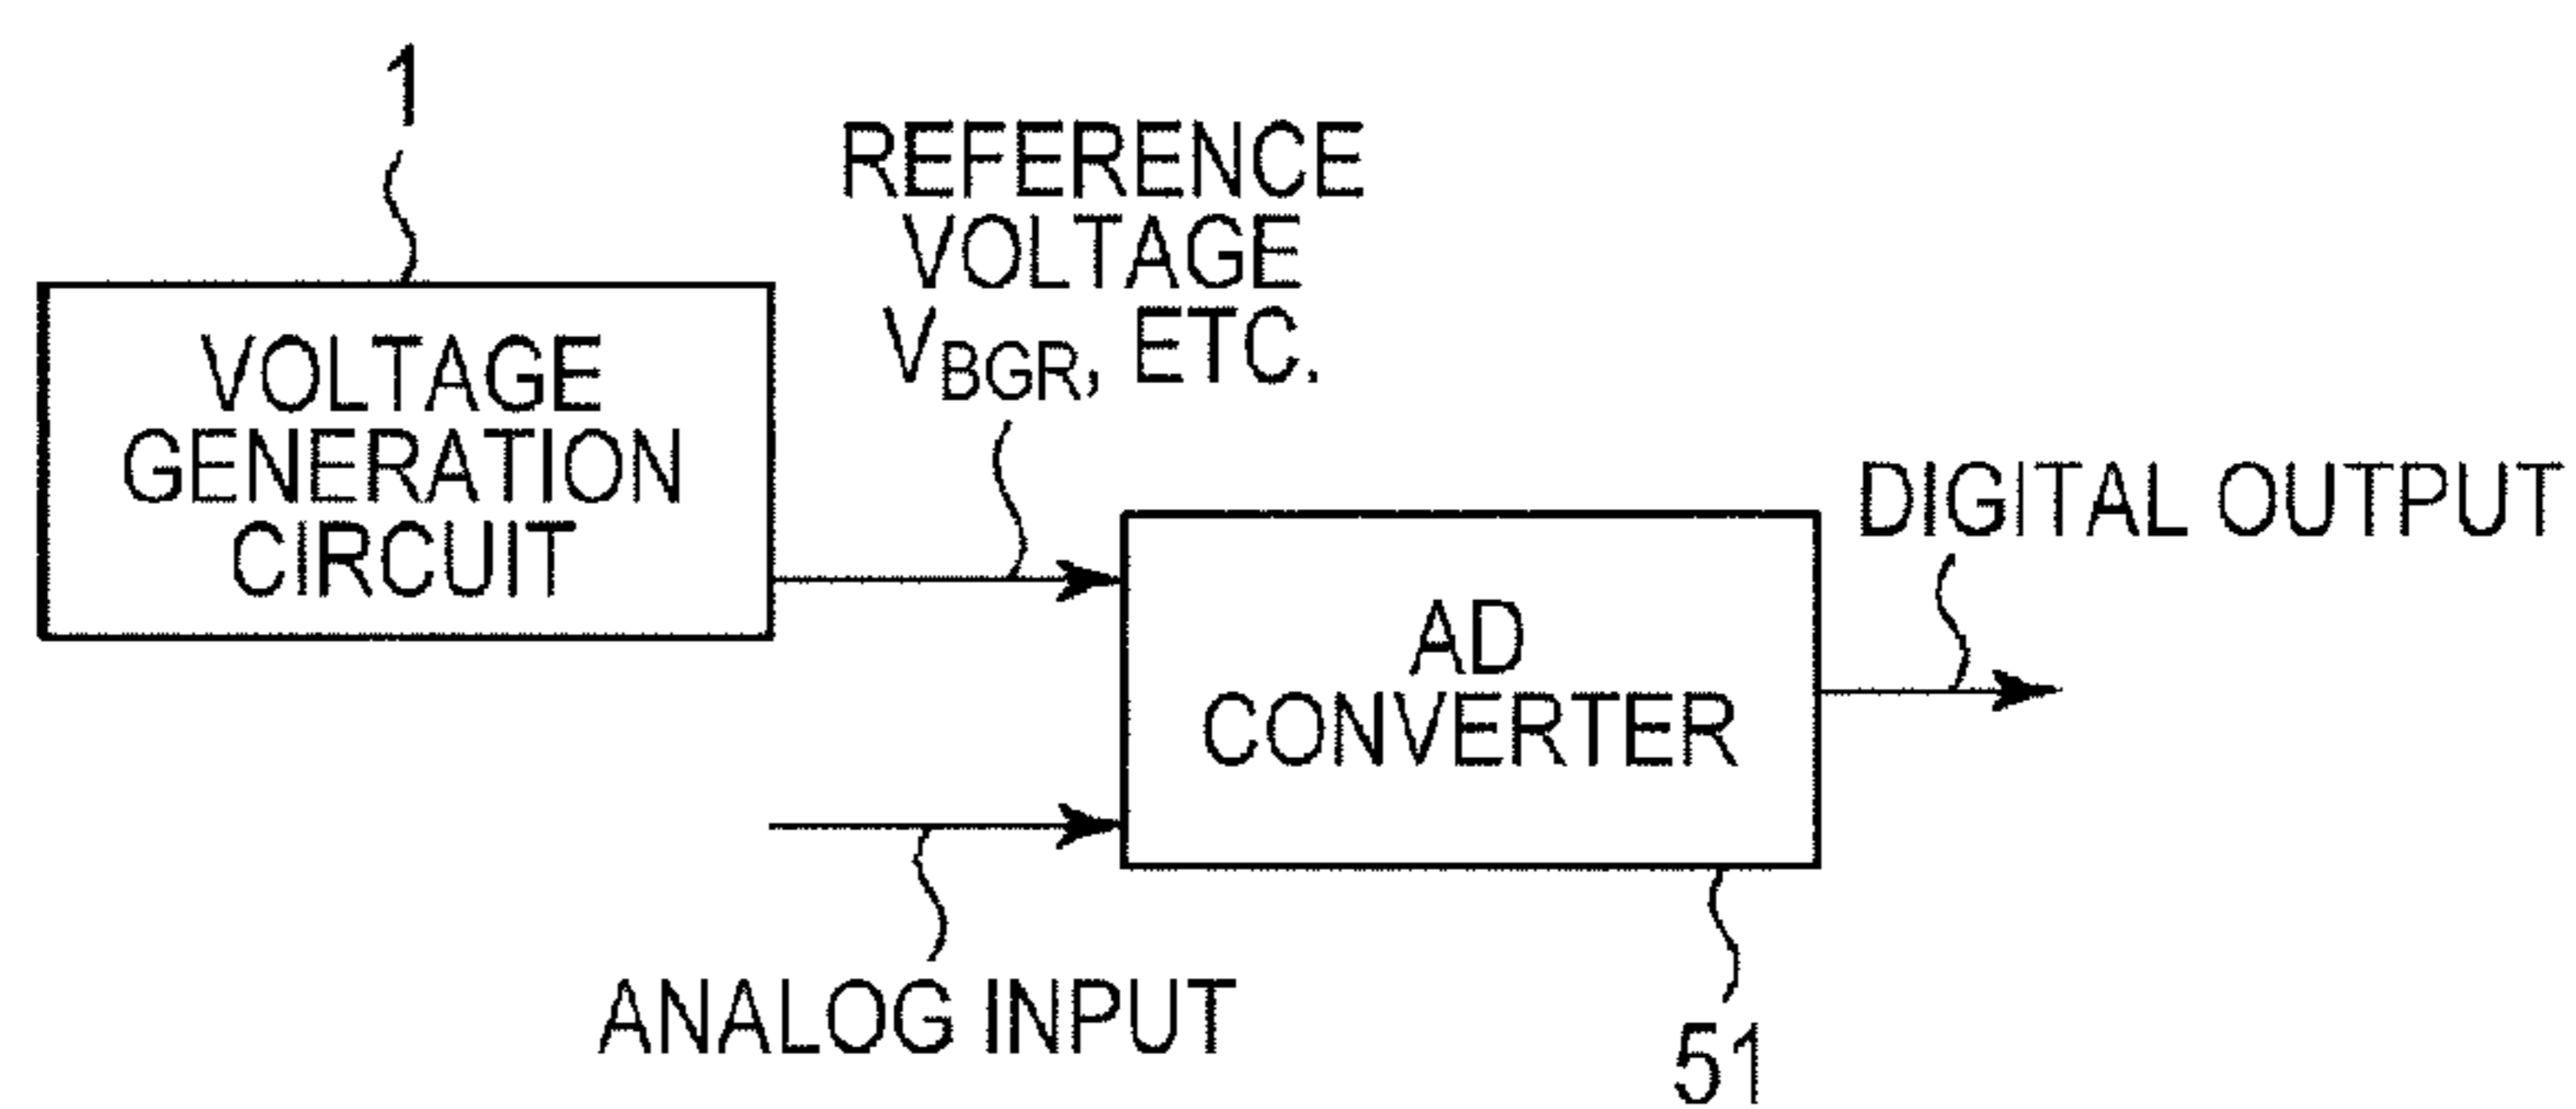 1
VOLTAGE
GENERATION
CIRCUIT
REFERENCE
VOLTAGE
VBGR, ETC.
AD
CONVERTER
DIGITAL OUTPUT
ANALOG INPUT
51